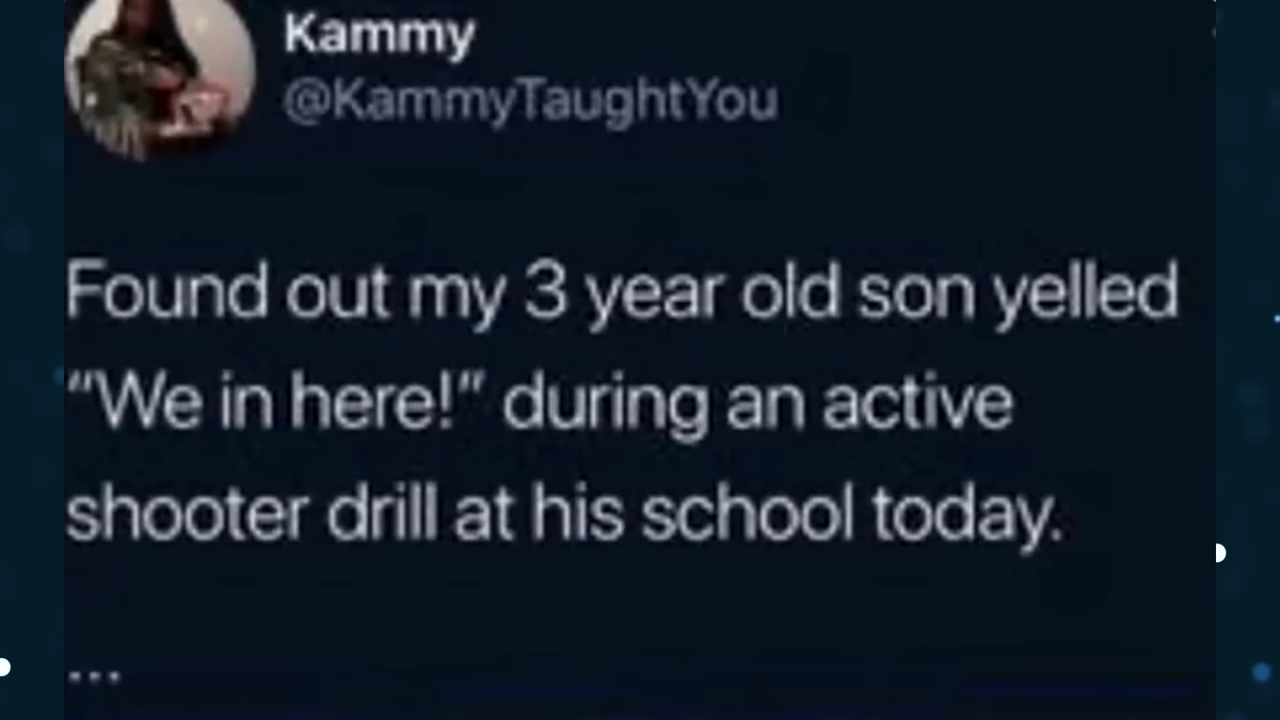 Kammy
@KammyTaughtYou
Found out my 3 year old son yelled
“We in here!” during an active
shooter drill at his school today.
...